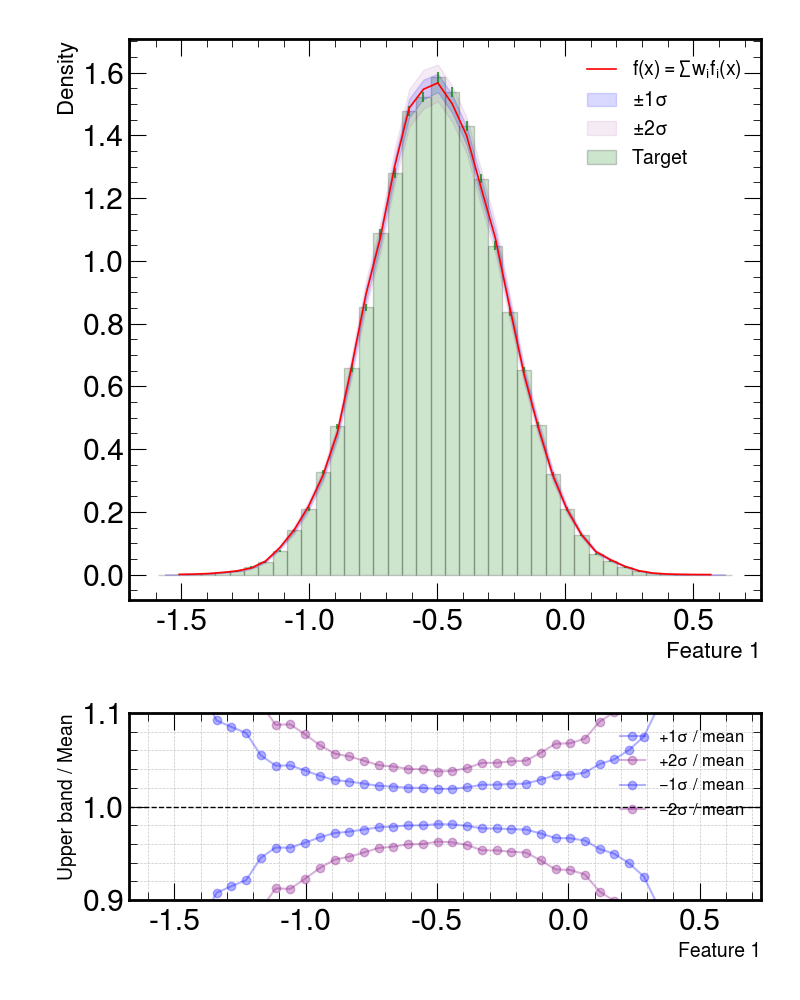 Density
1.6
1.4
1.2
1.0
0.8
0.6
0.4
0.2
0.0
f(x) = ∑wᵢfᵢ(x)
±1σ
±2σ
Target
-1.5 -1.0 -0.5 0.0 0.5
Feature 1
Upper band / Mean
1.1
1.0
0.9
+1σ / mean
+2σ / mean
−1σ / mean
−2σ / mean
-1.5 -1.0 -0.5 0.0 0.5
Feature 1